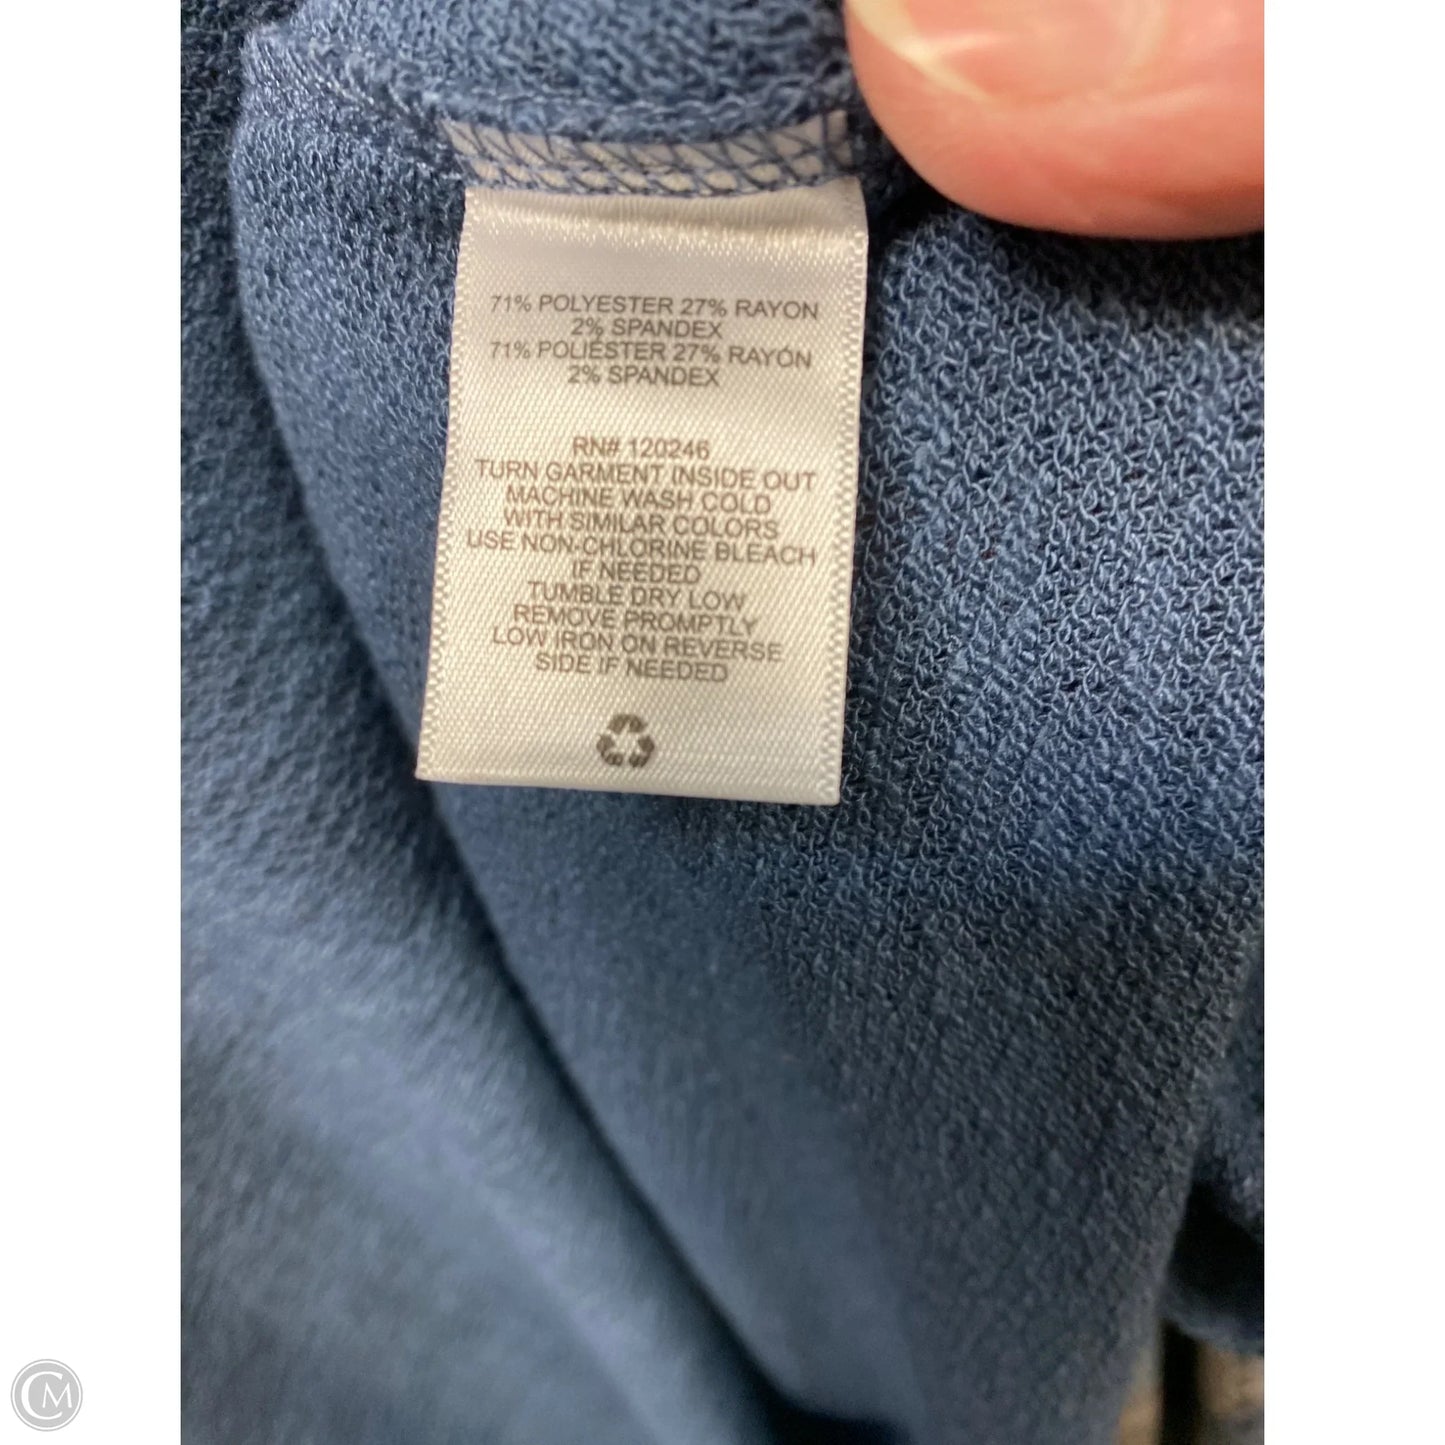 71% POLYESTER 27% RAYON
2% SPANDEX
71% POLIÉSTER 27% RAYÓN
2% SPANDEX
RN# 120246
TURN GARMENT INSIDE OUT
MACHINE WASH COLD
WITH SIMILAR COLORS
USE NON-CHLORINE BLEACH
IF NEEDED
TUMBLE DRY LOW
REMOVE PROMPTLY
LOW IRON ON REVERSE
SIDE IF NEEDED
CM